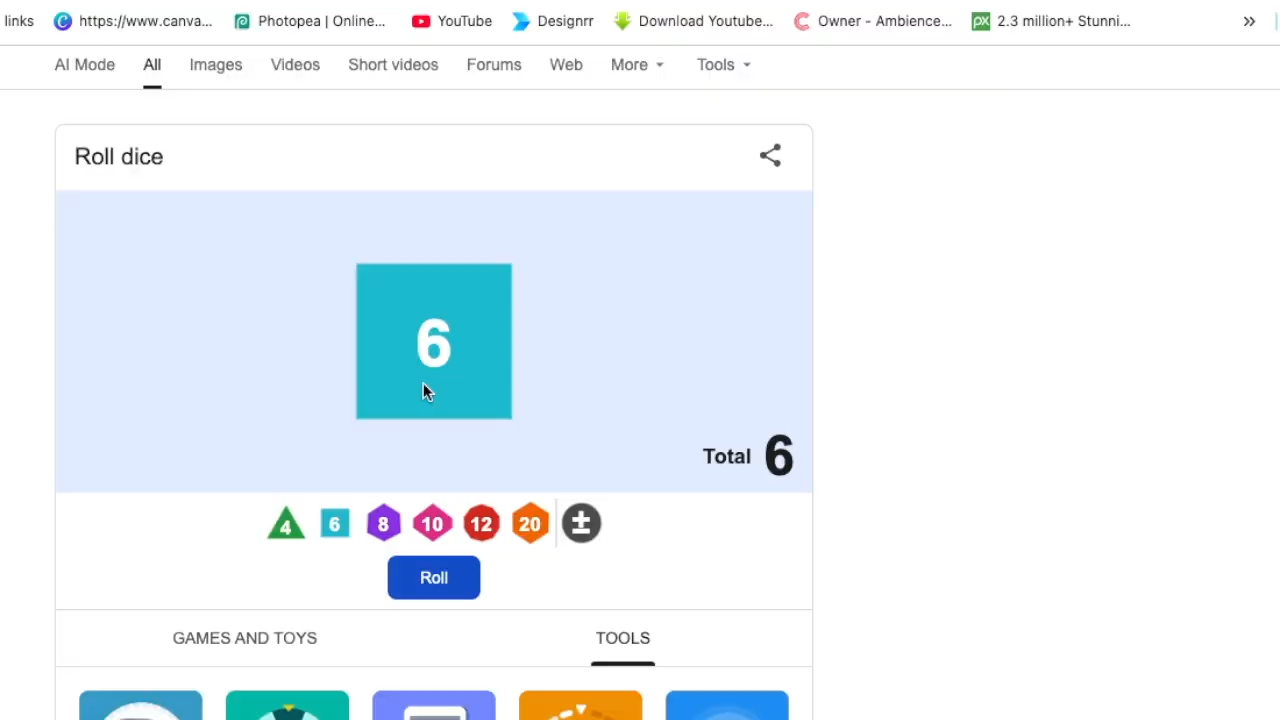 links https://www.canva... Photopea | Online... YouTube Designrr Download Youtube... Owner - Ambience... px 2.3 million+ Stunni... »
AI Mode All Images Videos Short videos Forums Web More Tools
Roll dice
6
Total 6
4 6 8 10 12 20 ±
Roll
GAMES AND TOYS TOOLS